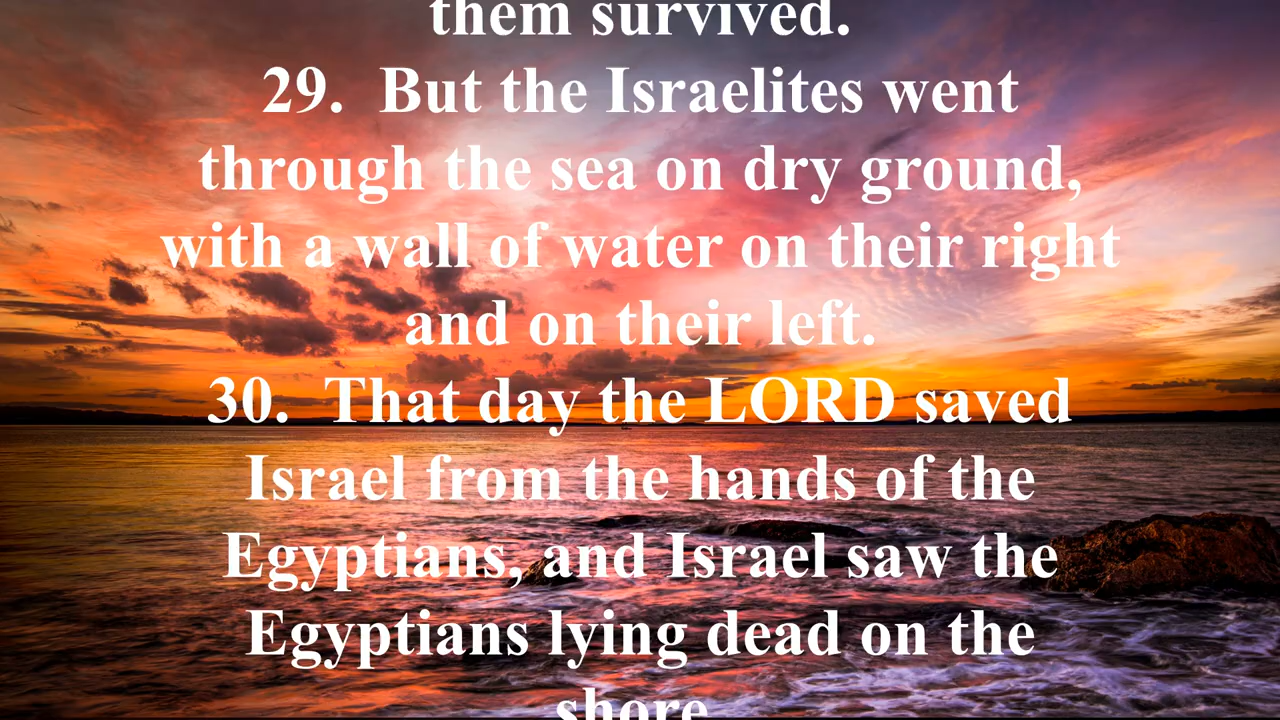 them survived.
29. But the Israelites went
through the sea on dry ground,
with a wall of water on their right
and on their left.
30. That day the LORD saved
Israel from the hands of the
Egyptians, and Israel saw the
Egyptians lying dead on the
shore.